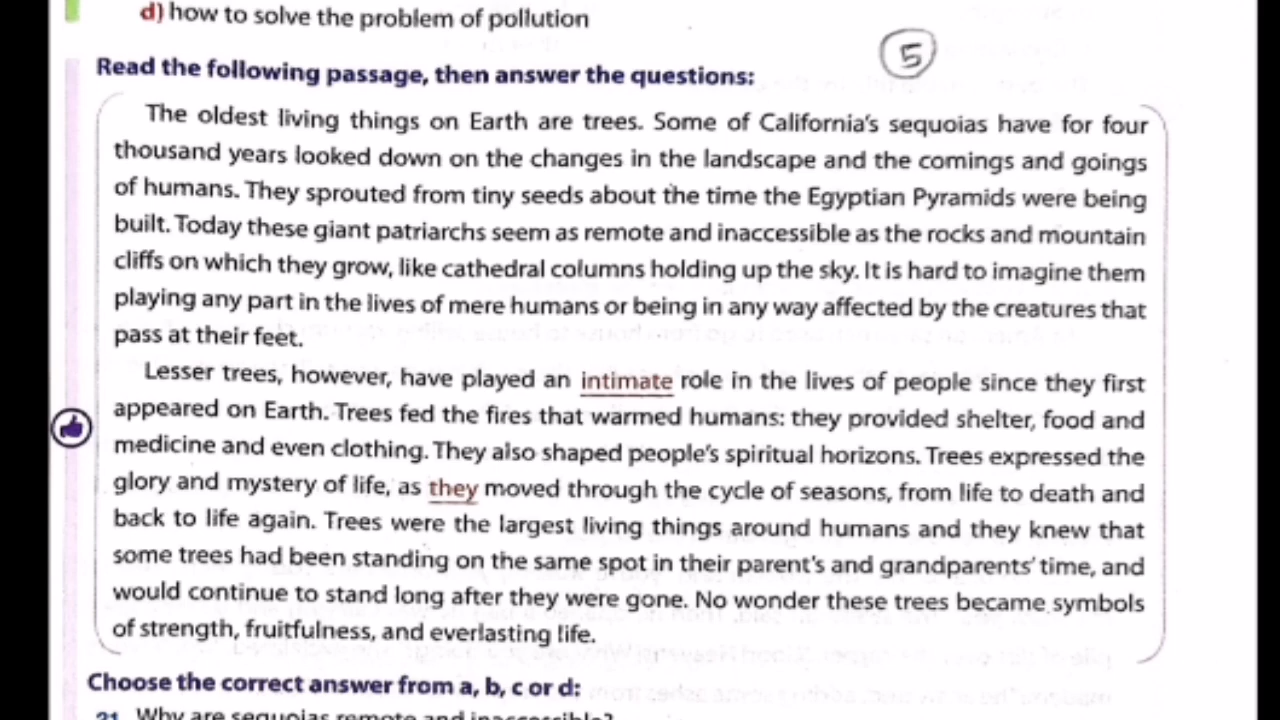 d) how to solve the problem of pollution
5
Read the following passage, then answer the questions:
The oldest living things on Earth are trees. Some of California's sequoias have for four
thousand years looked down on the changes in the landscape and the comings and goings
of humans. They sprouted from tiny seeds about the time the Egyptian Pyramids were being
built. Today these giant patriarchs seem as remote and inaccessible as the rocks and mountain
cliffs on which they grow, like cathedral columns holding up the sky. It is hard to imagine them
playing any part in the lives of mere humans or being in any way affected by the creatures that
pass at their feet.
Lesser trees, however, have played an intimate role in the lives of people since they first
appeared on Earth. Trees fed the fires that warmed humans: they provided shelter, food and
medicine and even clothing. They also shaped people's spiritual horizons. Trees expressed the
glory and mystery of life, as they moved through the cycle of seasons, from life to death and
back to life again. Trees were the largest living things around humans and they knew that
some trees had been standing on the same spot in their parent's and grandparents' time, and
would continue to stand long after they were gone. No wonder these trees became symbols
of strength, fruitfulness, and everlasting life.
Choose the correct answer from a, b, c or d:
21. Why are sequoias remote and inaccessible?